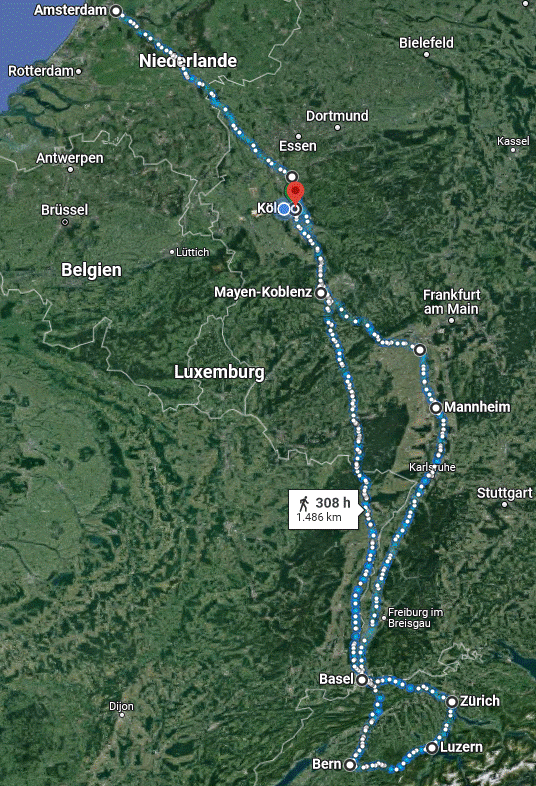 Amsterdam
Bielefeld
Niederlande
Rotterdam
Dortmund
Essen
Kassel
Antwerpen
Brüssel
Köl
Lüttich
Belgien
Mayen-Koblenz
Frankfurt
am Main
Luxemburg
Mannheim
Karlsruhe
Stuttgart
308 h
1.486 km
Freiburg im
Breisgau
Basel
Zürich
Dijon
Luzern
Bern